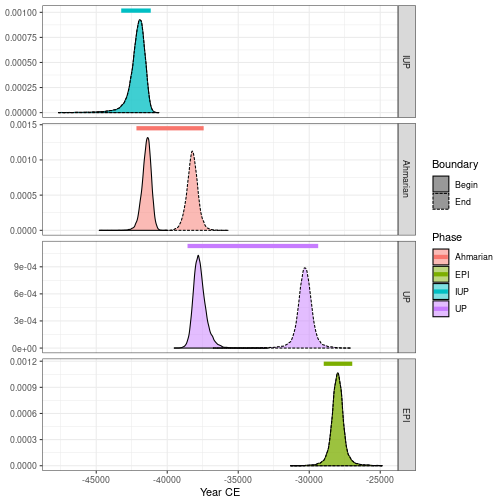 0.00100
0.00075
0.00050
0.00025
0.00000
IUP
0.0015
0.0010
0.0005
0.0000
Ahmarian
9e-04
6e-04
3e-04
0e+00
UP
0.0012
0.0009
0.0006
0.0003
0.0000
EPI
-45000 -40000 -35000 -30000 -25000
Year CE
Boundary
Begin
End
Phase
Ahmarian
EPI
IUP
UP